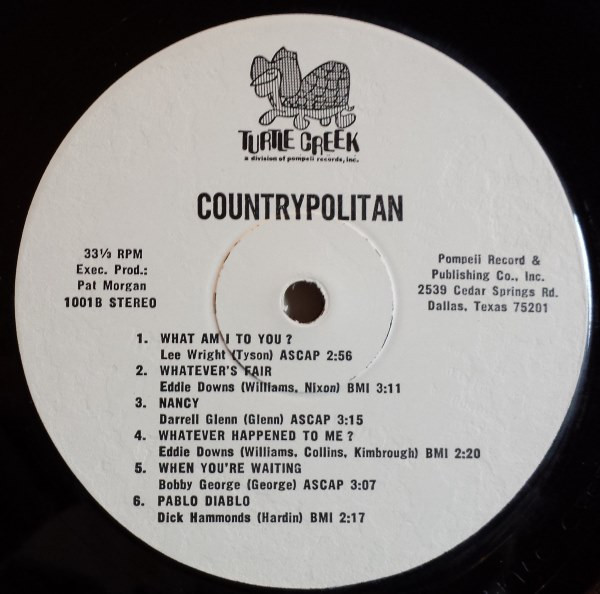 TURTLE CREEK
a division of pompeii records, inc.
COUNTRYPOLITAN
33⅓ RPM
Exec. Prod.:
Pat Morgan
1001B STEREO
Pompeii Record &
Publishing Co., Inc.
2539 Cedar Springs Rd.
Dallas, Texas 75201
1. WHAT AM I TO YOU?
Lee Wright (Tyson) ASCAP 2:56
2. WHATEVER'S FAIR
Eddie Downs (Williams, Nixon) BMI 3:11
3. NANCY
Darrell Glenn (Glenn) ASCAP 3:15
4. WHATEVER HAPPENED TO ME?
Eddie Downs (Williams, Collins, Kimbrough) BMI 2:20
5. WHEN YOU'RE WAITING
Bobby George (George) ASCAP 3:07
6. PABLO DIABLO
Dick Hammonds (Hardin) BMI 2:17